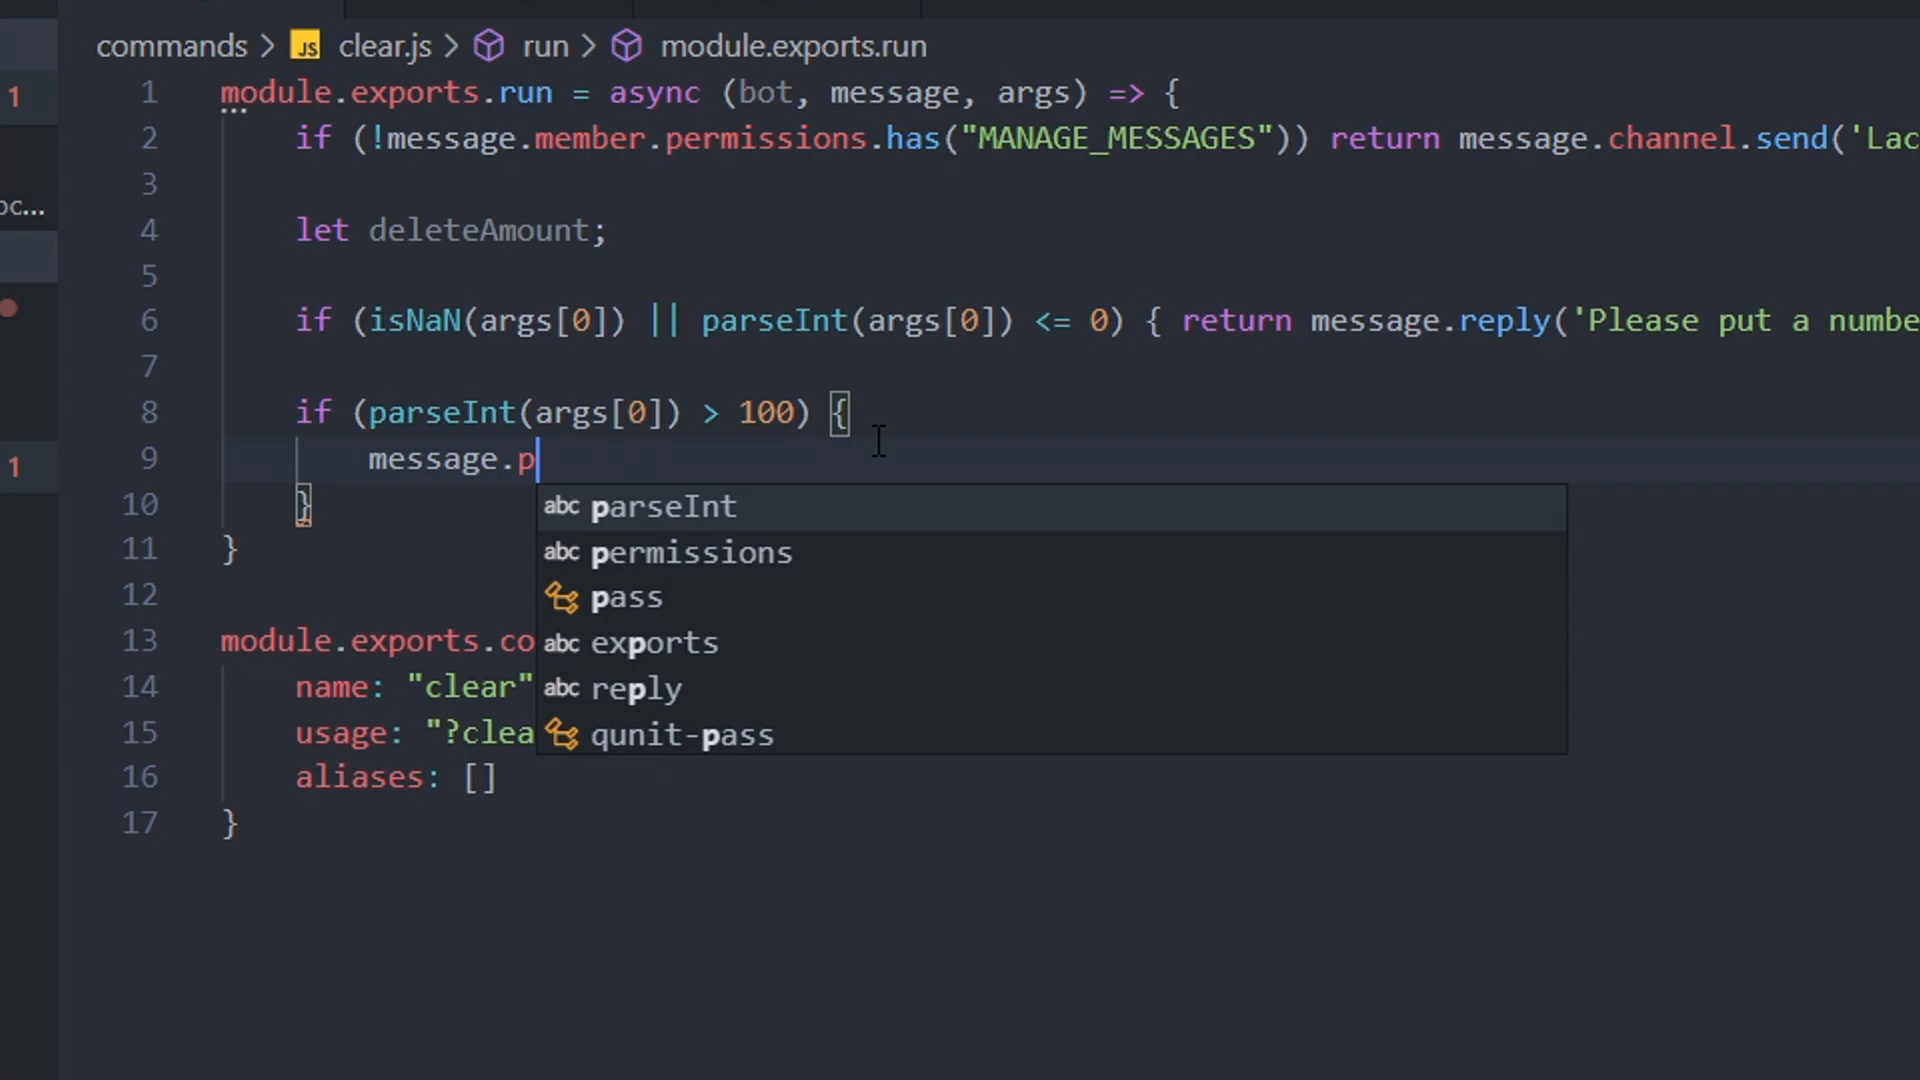 commands > JS clear.js > run > module.exports.run
1 module.exports.run = async (bot, message, args) => {
1
2 if (!message.member.permissions.has("MANAGE_MESSAGES")) return message.channel.send('Lac
3
oc...
4 let deleteAmount;
5
6 if (isNaN(args[0]) || parseInt(args[0]) <= 0) { return message.reply('Please put a numbe
7
8 if (parseInt(args[0]) > 100) {
1
9 message.p
10 }
abc parseInt
11 }
abc permissions
12
pass
13 module.exports.co
abc exports
14 name: "clear"
abc reply
15 usage: "?clea
qunit-pass
16 aliases: []
17 }